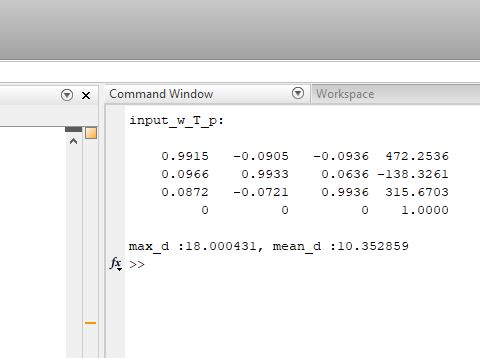 Command Window
Workspace
input_w_T_p:
0.9915 -0.0905 -0.0936 472.2536
0.0966 0.9933 0.0636 -138.3261
0.0872 -0.0721 0.9936 315.6703
0 0 0 1.0000
max_d :18.000431, mean_d :10.352859
fx >>